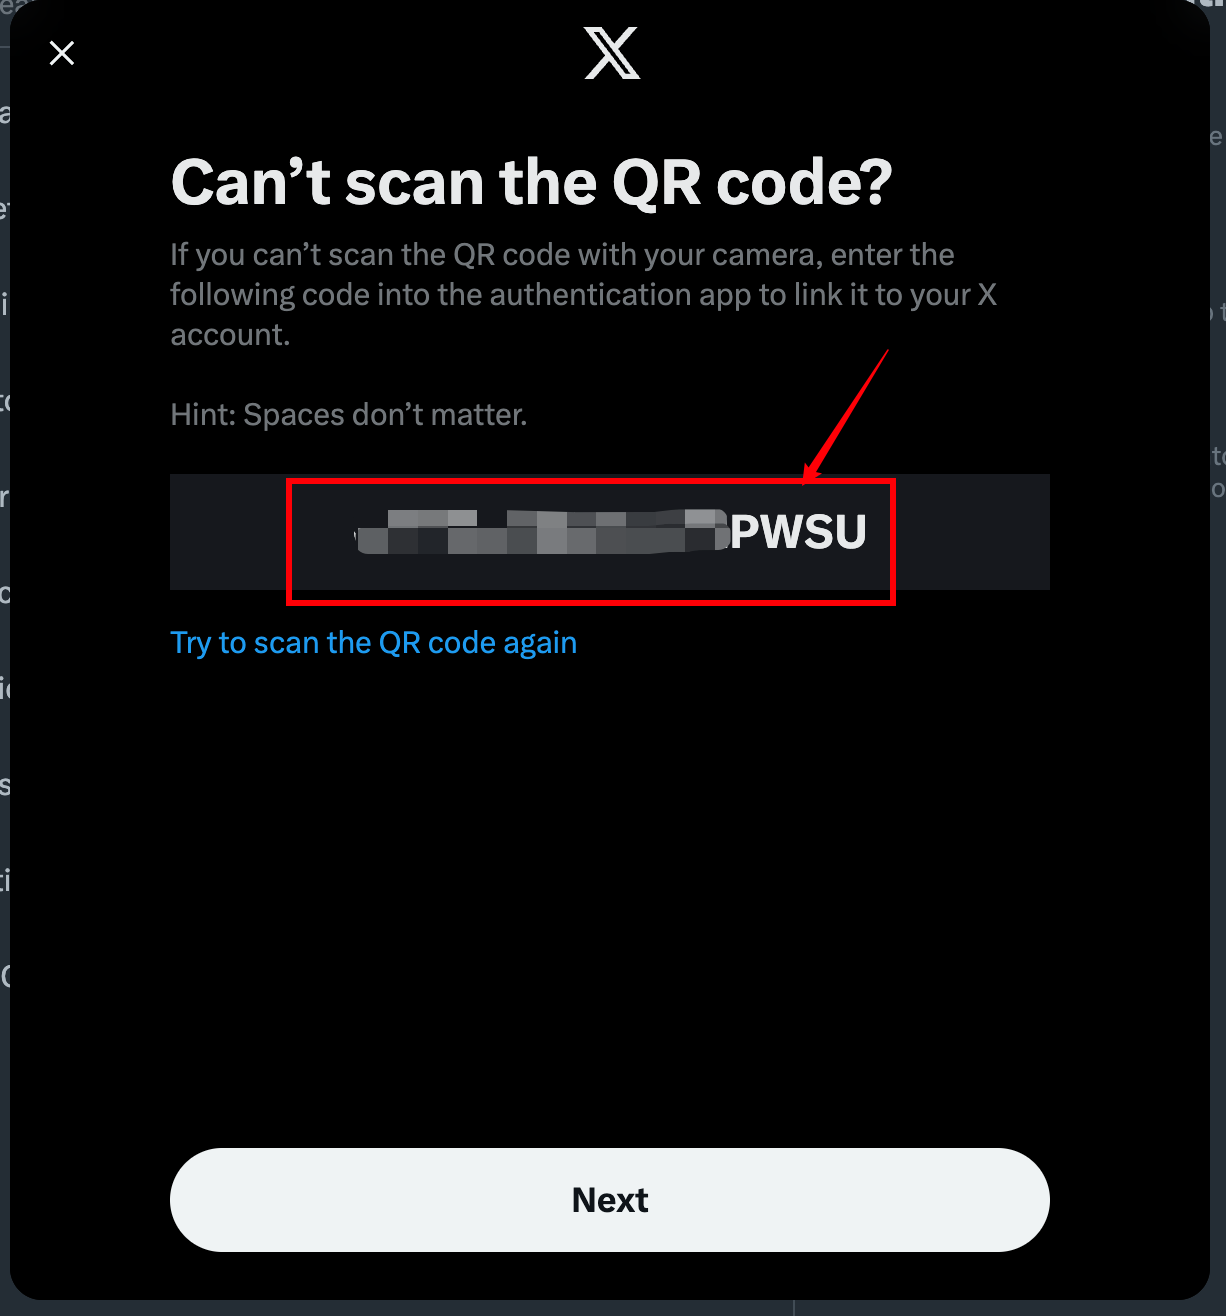 Can’t scan the QR code?
If you can’t scan the QR code with your camera, enter the
following code into the authentication app to link it to your X
account.
Hint: Spaces don’t matter.
PWSU
Try to scan the QR code again
Next